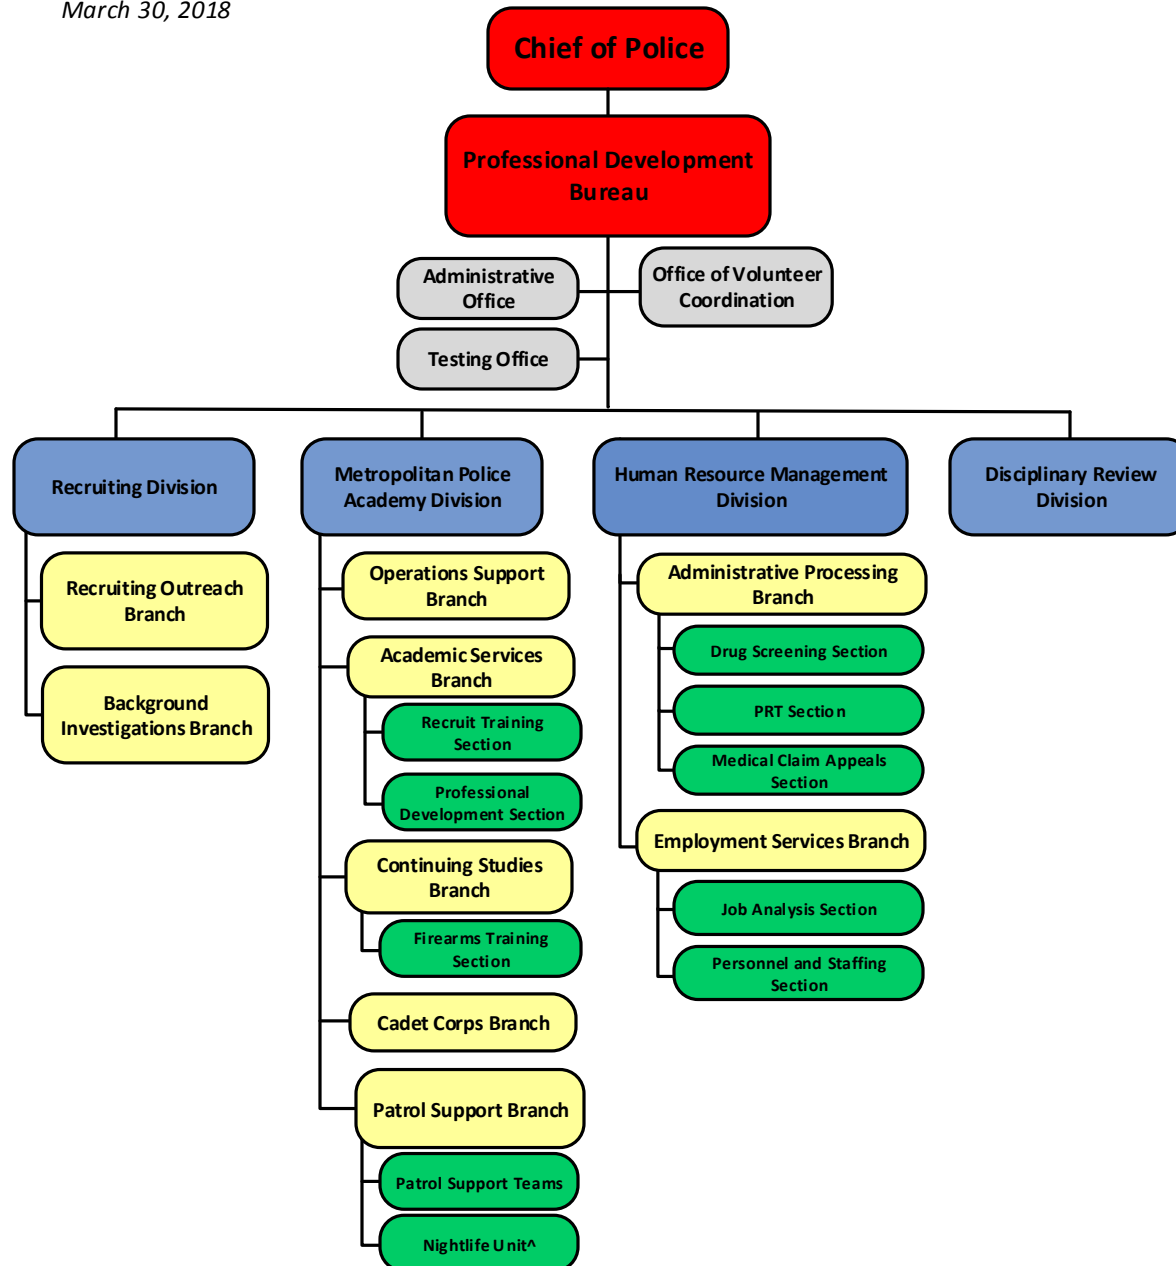 March 30, 2018
Chief of Police
Professional Development
Bureau
Administrative
Office
Office of Volunteer
Coordination
Testing Office
Recruiting Division
Recruiting Outreach
Branch
Background
Investigations Branch
Metropolitan Police
Academy Division
Operations Support
Branch
Academic Services
Branch
Recruit Training
Section
Professional
Development Section
Continuing Studies
Branch
Firearms Training
Section
Cadet Corps Branch
Patrol Support Branch
Patrol Support Teams
Nightlife Unit^
Human Resource Management
Division
Administrative Processing
Branch
Drug Screening Section
PRT Section
Medical Claim Appeals
Section
Employment Services Branch
Job Analysis Section
Personnel and Staffing
Section
Disciplinary Review
Division